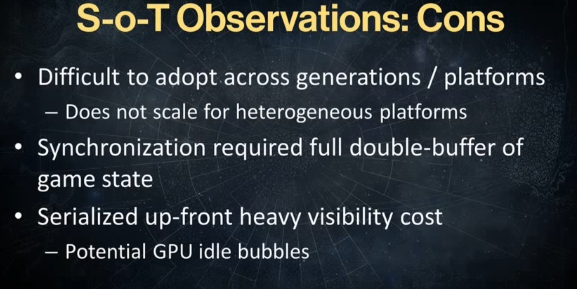 S-o-T Observations: Cons
• Difficult to adopt across generations / platforms
– Does not scale for heterogeneous platforms
• Synchronization required full double-buffer of
game state
• Serialized up-front heavy visibility cost
– Potential GPU idle bubbles